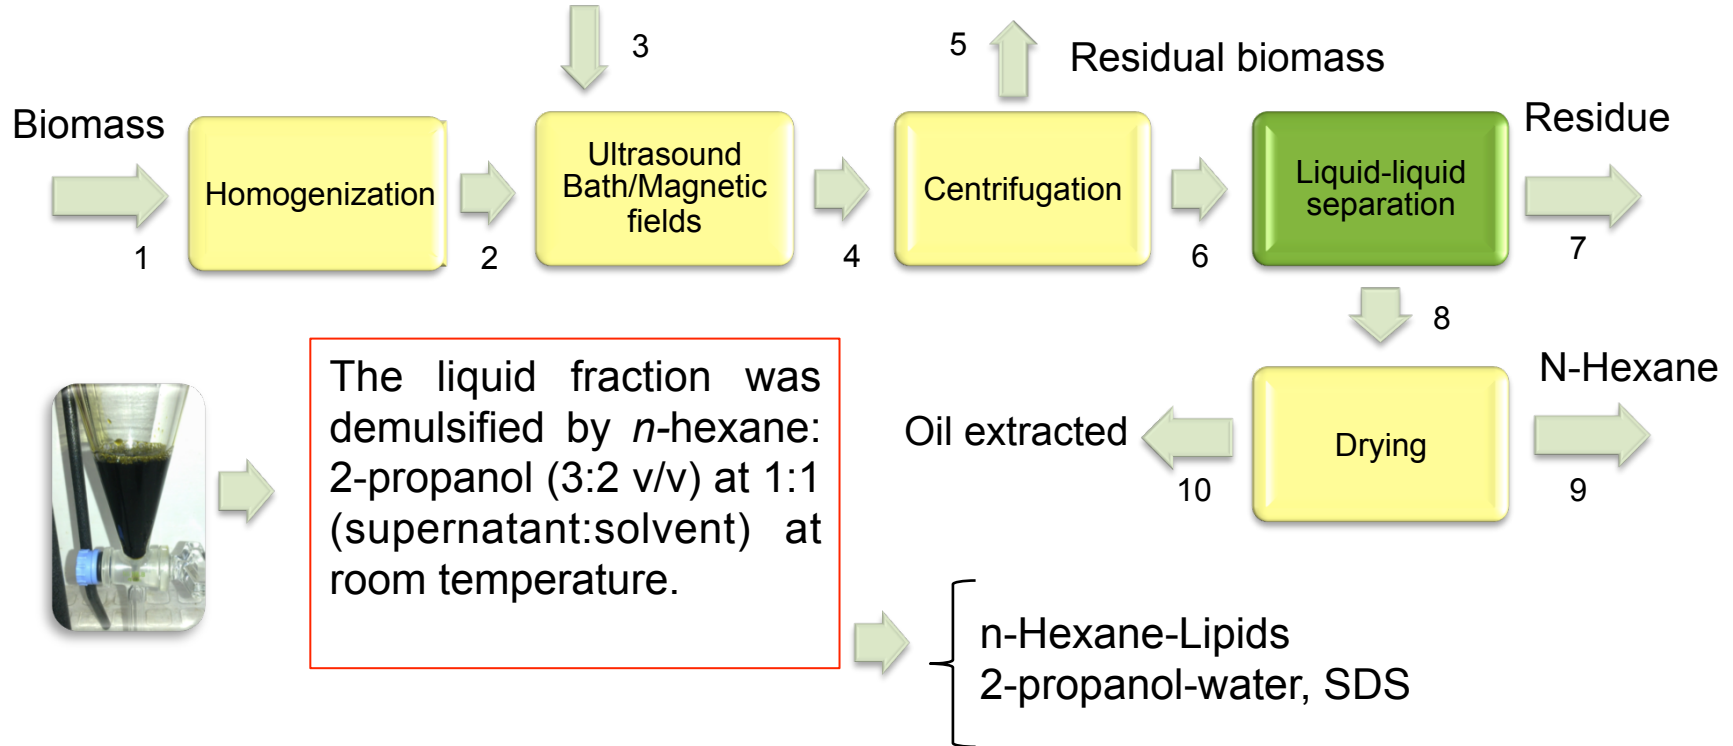 3
5
Residual biomass
Biomass
Residue
Homogenization
Ultrasound
Bath/Magnetic
fields
Centrifugation
Liquid-liquid
separation
1
2
4
6
7
8
The liquid fraction was
demulsified by n-hexane:
2-propanol (3:2 v/v) at 1:1
(supernatant:solvent) at
room temperature.
N-Hexane
Oil extracted
Drying
10
9
n-Hexane-Lipids
2-propanol-water, SDS